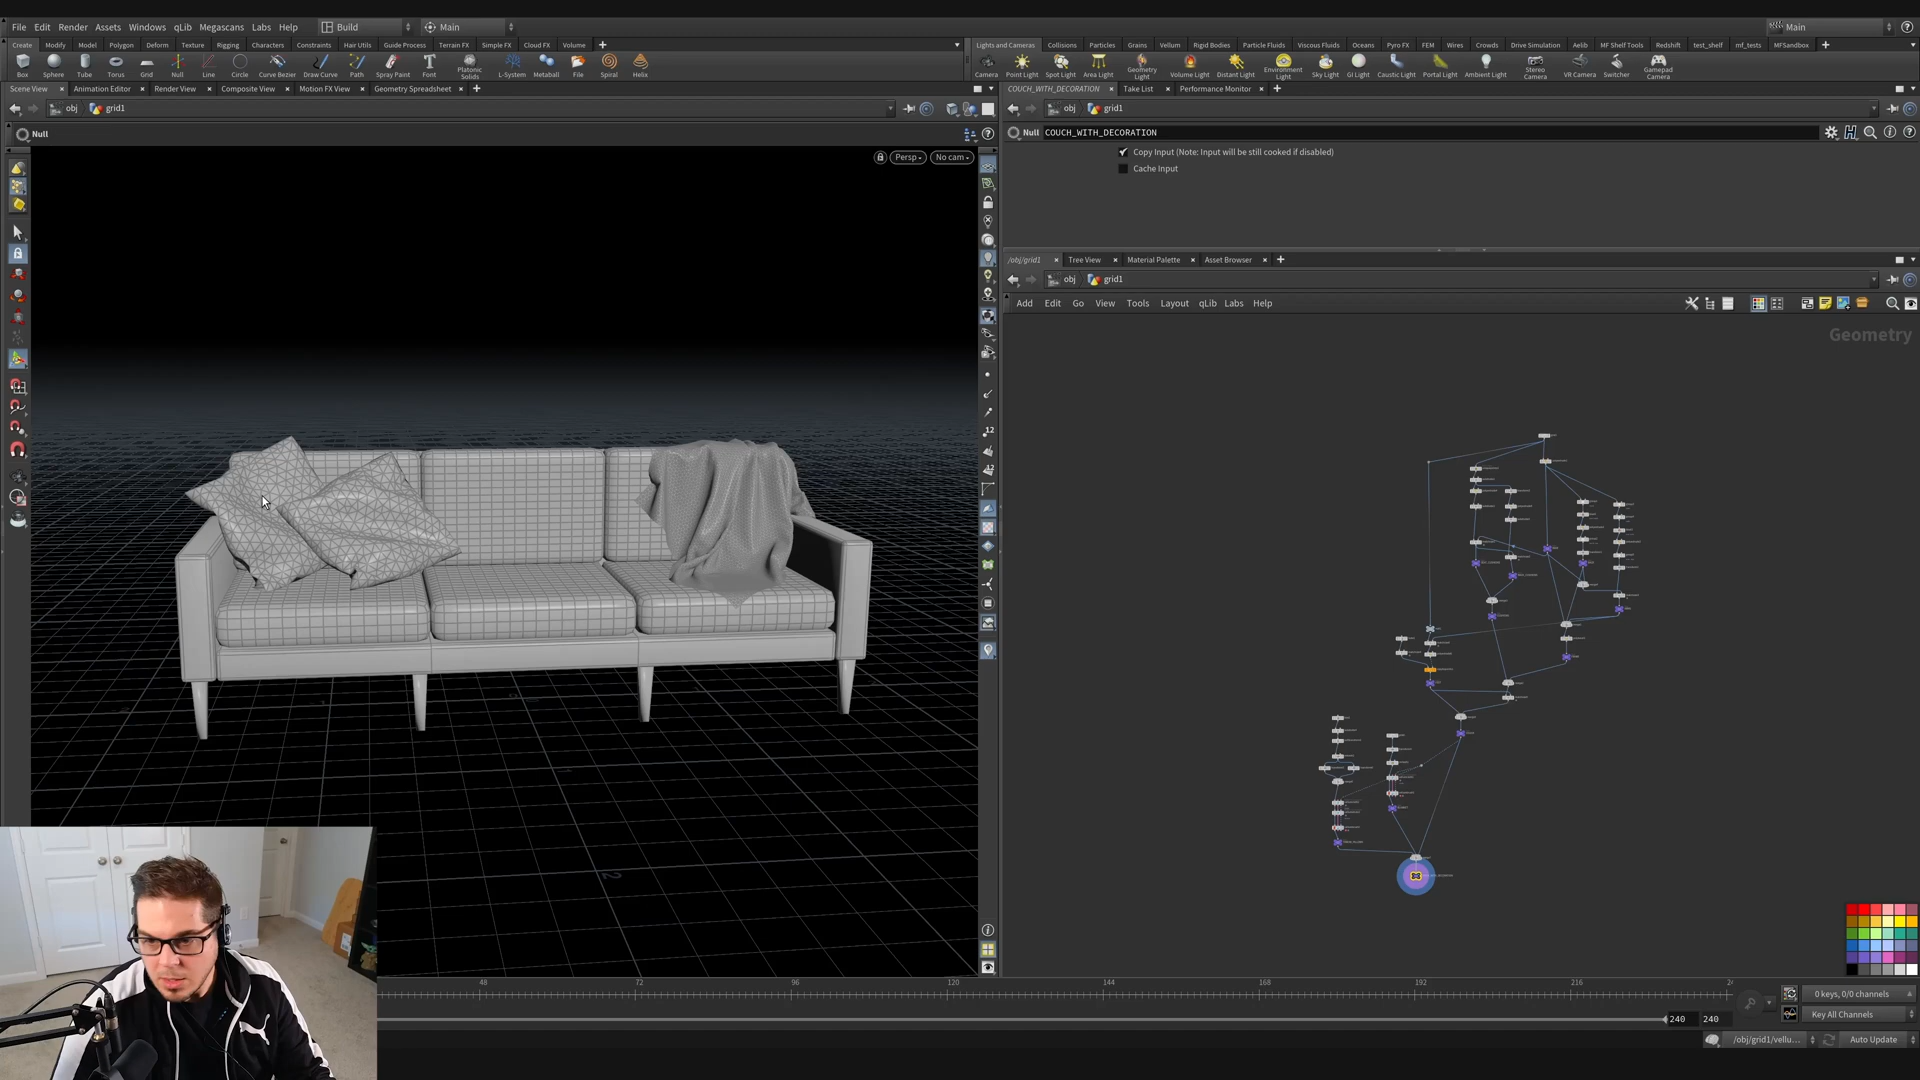 File Edit Render Assets Windows qLib Megascans Labs Help Build Main Main
Create Modify Model Polygon Deform Texture Rigging Characters Constraints Hair Utils Guide Process Terrain FX Simple FX Cloud FX Volume
Lights and Cameras Collisions Particles Grains Vellum Rigid Bodies Particle Fluids Viscous Fluids Oceans Pyro FX FEM Wires Crowds Drive Simulation Aelib MF Shelf Tools Redshift test_shelf mf_tests MFSandbox
Box Sphere Tube Torus Grid Null Line Circle Curve Bezier Draw Curve Path Spray Paint Font Platonic Solids L-System Metaball File Spiral Helix
Camera Point Light Spot Light Area Light Geometry Light Volume Light Distant Light Environment Light Sky Light GI Light Caustic Light Portal Light Ambient Light Stereo Camera VR Camera Switcher Gamepad Camera
Scene View Animation Editor Render View Composite View Motion FX View Geometry Spreadsheet
COUCH_WITH_DECORATION Take List Performance Monitor
obj grid1
obj grid1
Null
Null COUCH_WITH_DECORATION
Persp No cam
Copy Input (Note: Input will be still cooked if disabled)
Cache Input
/obj/grid1 Tree View Material Palette Asset Browser
obj grid1
Add Edit Go View Tools Layout qLib Labs Help
Geometry
48 72 96 120 144 168 192 216
0 keys, 0/0 channels
240 240 Key All Channels
/obj/grid1/vellu... Auto Update